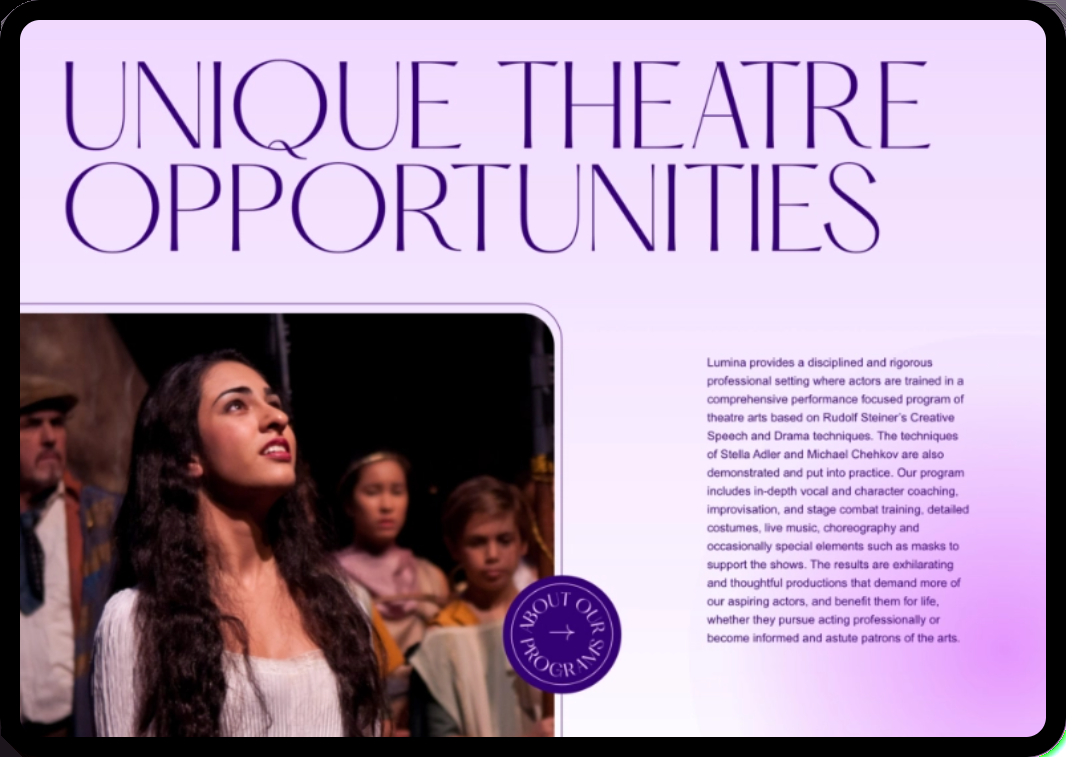 UNIQUE THEATRE
OPPORTUNITIES
Lumina provides a disciplined and rigorous
professional setting where actors are trained in a
comprehensive performance focused program of
theatre arts based on Rudolf Steiner's Creative
Speech and Drama techniques. The techniques
of Stella Adler and Michael Chehkov are also
demonstrated and put into practice. Our program
includes in-depth vocal and character coaching,
improvisation, and stage combat training, detailed
costumes, live music, choreography and
occasionally special elements such as masks to
support the shows. The results are exhilarating
and thoughtful productions that demand more of
our aspiring actors, and benefit them for life,
whether they pursue acting professionally or
become informed and astute patrons of the arts.
ABOUT OUR
PROGRAMS